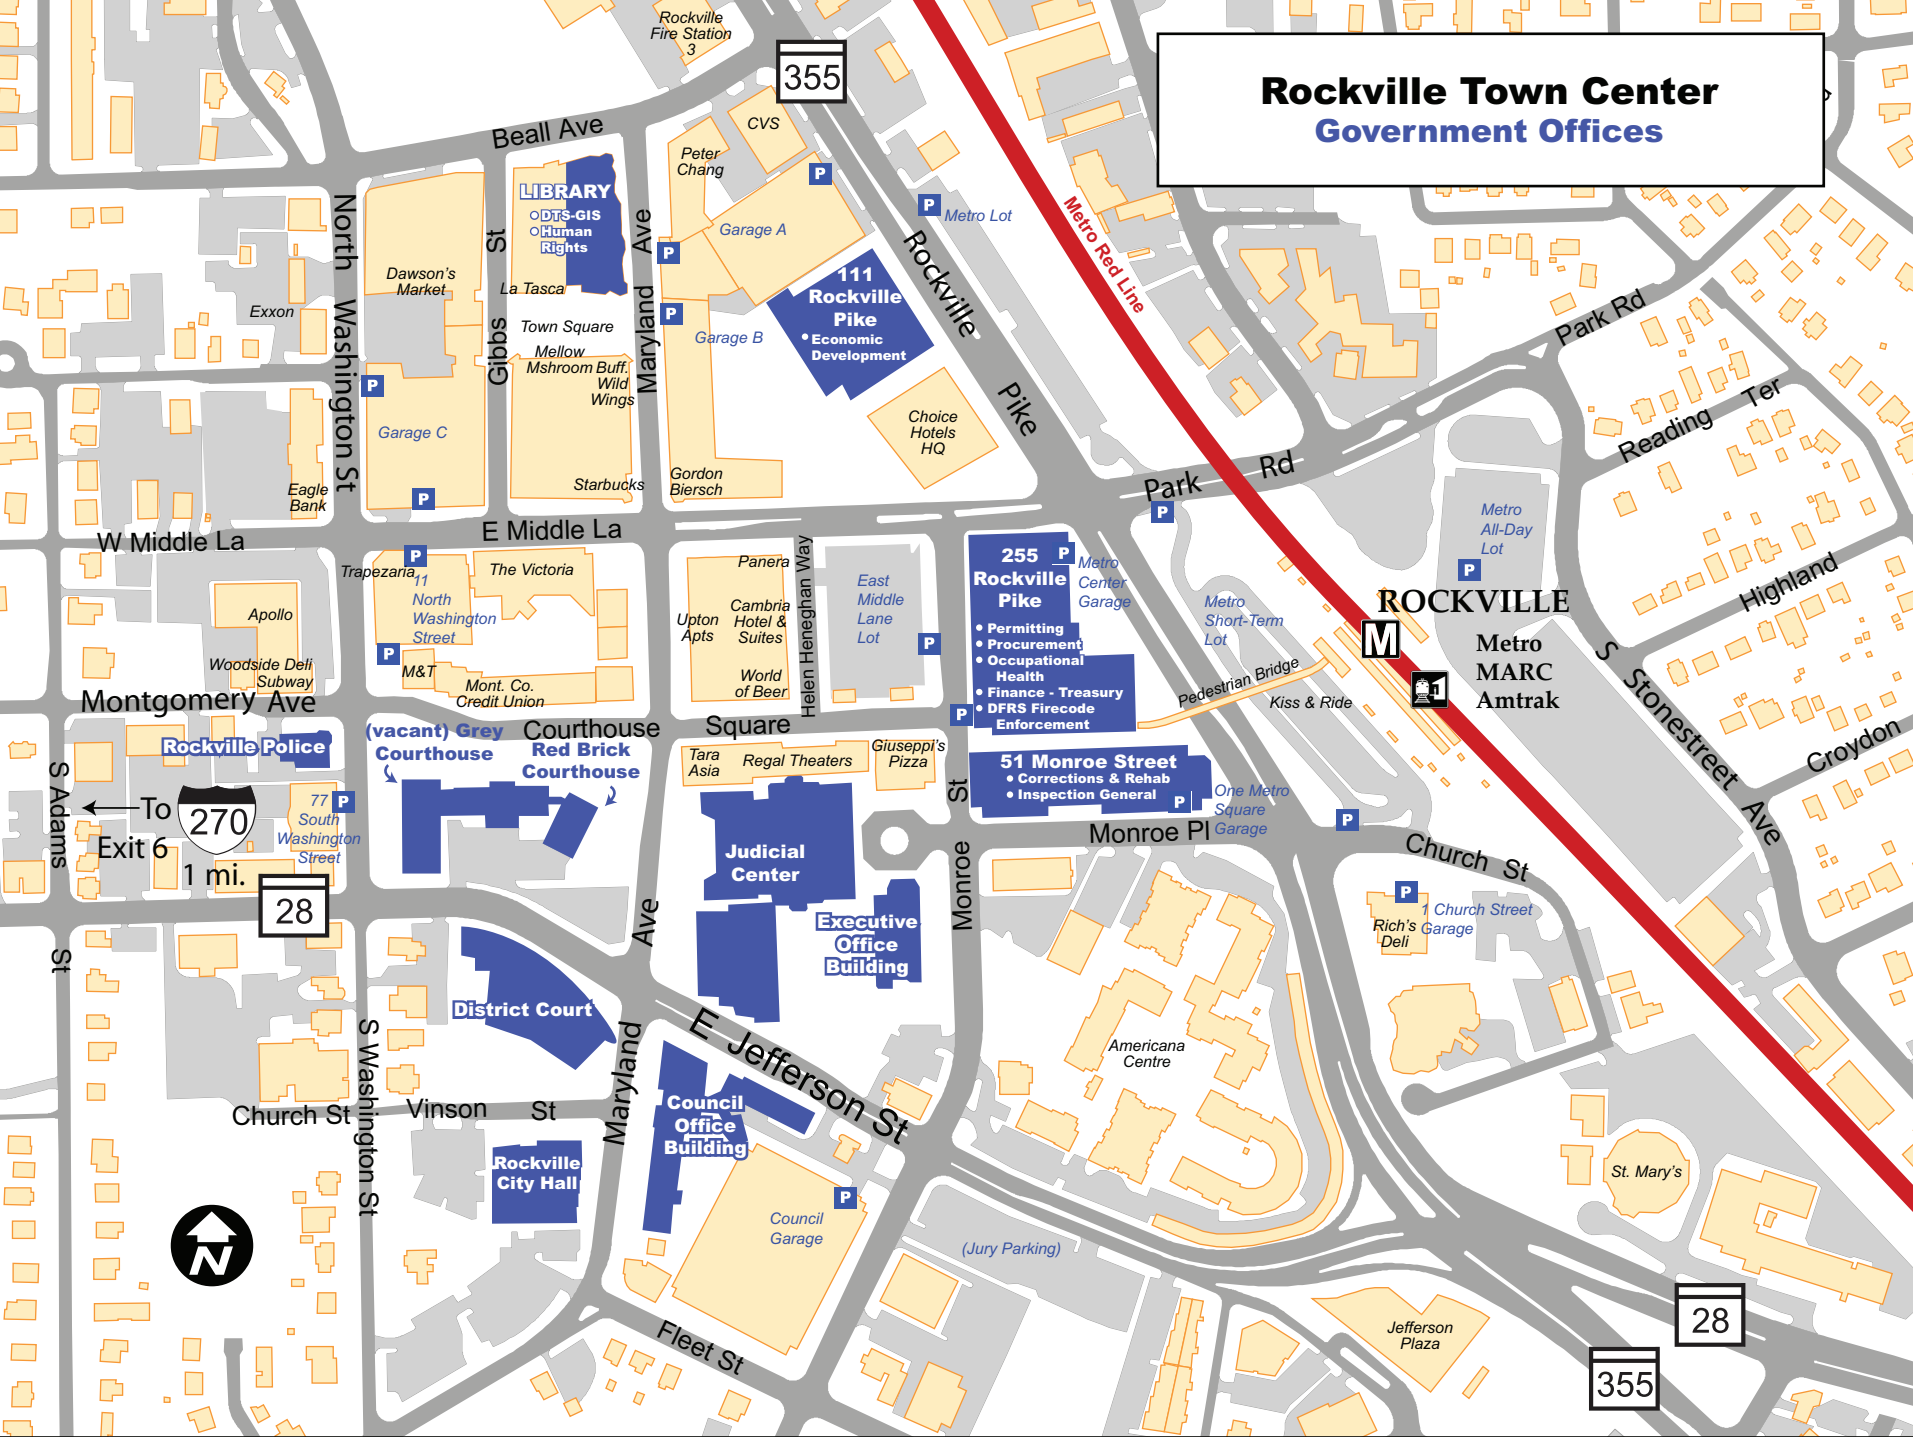 Rockville
Fire Station
3
355
Rockville Town Center
Government Offices
Beall Ave
CVS
Peter
Chang
P
LIBRARY
DTS-GIS
Human
Rights
P
Metro Lot
Metro Red Line
North Washington St
Gibbs St
Maryland Ave
Garage A
P
Rockville Pike
Dawson's
Market
La Tasca
111
Rockville
Pike
Economic
Development
Exxon
Town Square
P
Garage B
Park Rd
Mellow
Mshroom Buff.
Wild
Wings
P
Garage C
Choice
Hotels
HQ
Reading Ter
Starbucks
Gordon
Biersch
Eagle
Bank
P
Park Rd
P
Metro
All-Day
Lot
P
W Middle La
E Middle La
Trapezaria
P
11
North
Washington
Street
P
The Victoria
Panera
Helen Heneghan Way
Upton
Apts
Cambria
Hotel &
Suites
World
of Beer
East
Middle
Lane
Lot
P
255
Rockville
Pike
Permitting
Procurement
Occupational
Health
Finance - Treasury
DFRS Firecode
Enforcement
P
Metro
Center
Garage
Metro
Short-Term
Lot
Highland
ROCKVILLE
M
Metro
MARC
Amtrak
Apollo
Woodside Deli
Subway
M&T
Mont. Co.
Credit Union
Pedestrian Bridge
Kiss & Ride
S Stonestreet Ave
Croydon
Montgomery Ave
Courthouse Square
P
Rockville Police
(vacant) Grey
Courthouse
Red Brick
Courthouse
Tara
Asia
Regal Theaters
Giuseppi's
Pizza
51 Monroe Street
Corrections & Rehab
Inspection General
P
One Metro
Square
Garage
S Adams St
To
270
Exit 6
1 mi.
77
South
Washington
Street
P
28
Judicial
Center
Monroe St
Monroe Pl
P
Church St
P
1 Church Street
Garage
Rich's
Deli
Executive
Office
Building
Ave
District Court
Maryland
E Jefferson St
Americana
Centre
S Washington St
Church St
Vinson St
Council
Office
Building
Rockville
City Hall
St. Mary's
N
P
Council
Garage
(Jury Parking)
Fleet St
Jefferson
Plaza
28
355